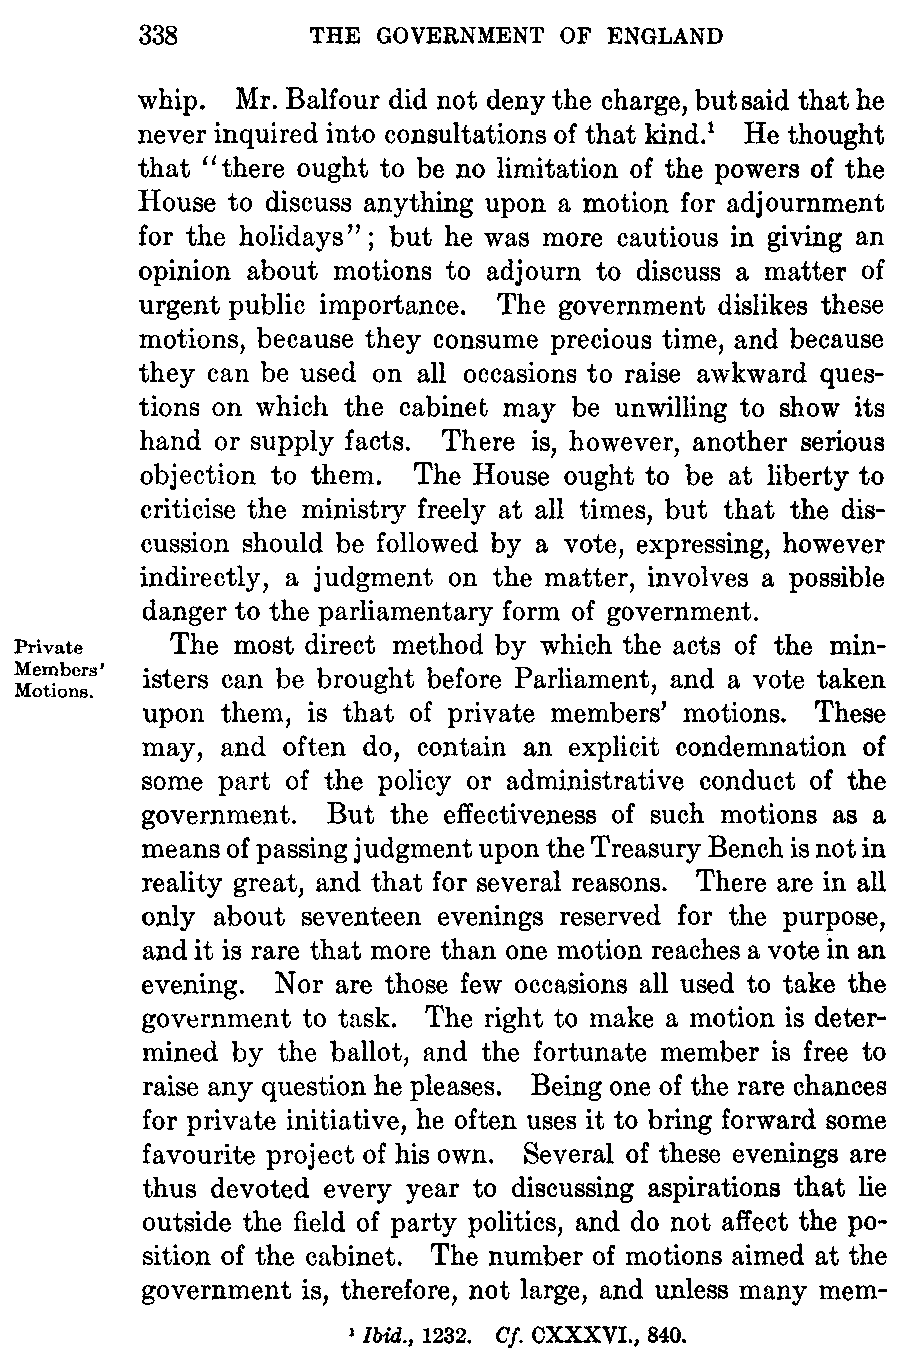 338 THE GOVERNMENT OF ENGLAND
whip. Mr. Balfour did not deny the charge, but said that he
never inquired into consultations of that kind.¹ He thought
that "there ought to be no limitation of the powers of the
House to discuss anything upon a motion for adjournment
for the holidays"; but he was more cautious in giving an
opinion about motions to adjourn to discuss a matter of
urgent public importance. The government dislikes these
motions, because they consume precious time, and because
they can be used on all occasions to raise awkward ques-
tions on which the cabinet may be unwilling to show its
hand or supply facts. There is, however, another serious
objection to them. The House ought to be at liberty to
criticise the ministry freely at all times, but that the dis-
cussion should be followed by a vote, expressing, however
indirectly, a judgment on the matter, involves a possible
danger to the parliamentary form of government.
Private
Members'
Motions.
The most direct method by which the acts of the min-
isters can be brought before Parliament, and a vote taken
upon them, is that of private members' motions. These
may, and often do, contain an explicit condemnation of
some part of the policy or administrative conduct of the
government. But the effectiveness of such motions as a
means of passing judgment upon the Treasury Bench is not in
reality great, and that for several reasons. There are in all
only about seventeen evenings reserved for the purpose,
and it is rare that more than one motion reaches a vote in an
evening. Nor are those few occasions all used to take the
government to task. The right to make a motion is deter-
mined by the ballot, and the fortunate member is free to
raise any question he pleases. Being one of the rare chances
for private initiative, he often uses it to bring forward some
favourite project of his own. Several of these evenings are
thus devoted every year to discussing aspirations that lie
outside the field of party politics, and do not affect the po-
sition of the cabinet. The number of motions aimed at the
government is, therefore, not large, and unless many mem-
¹ Ibid., 1232. Cf. CXXXVI., 840.